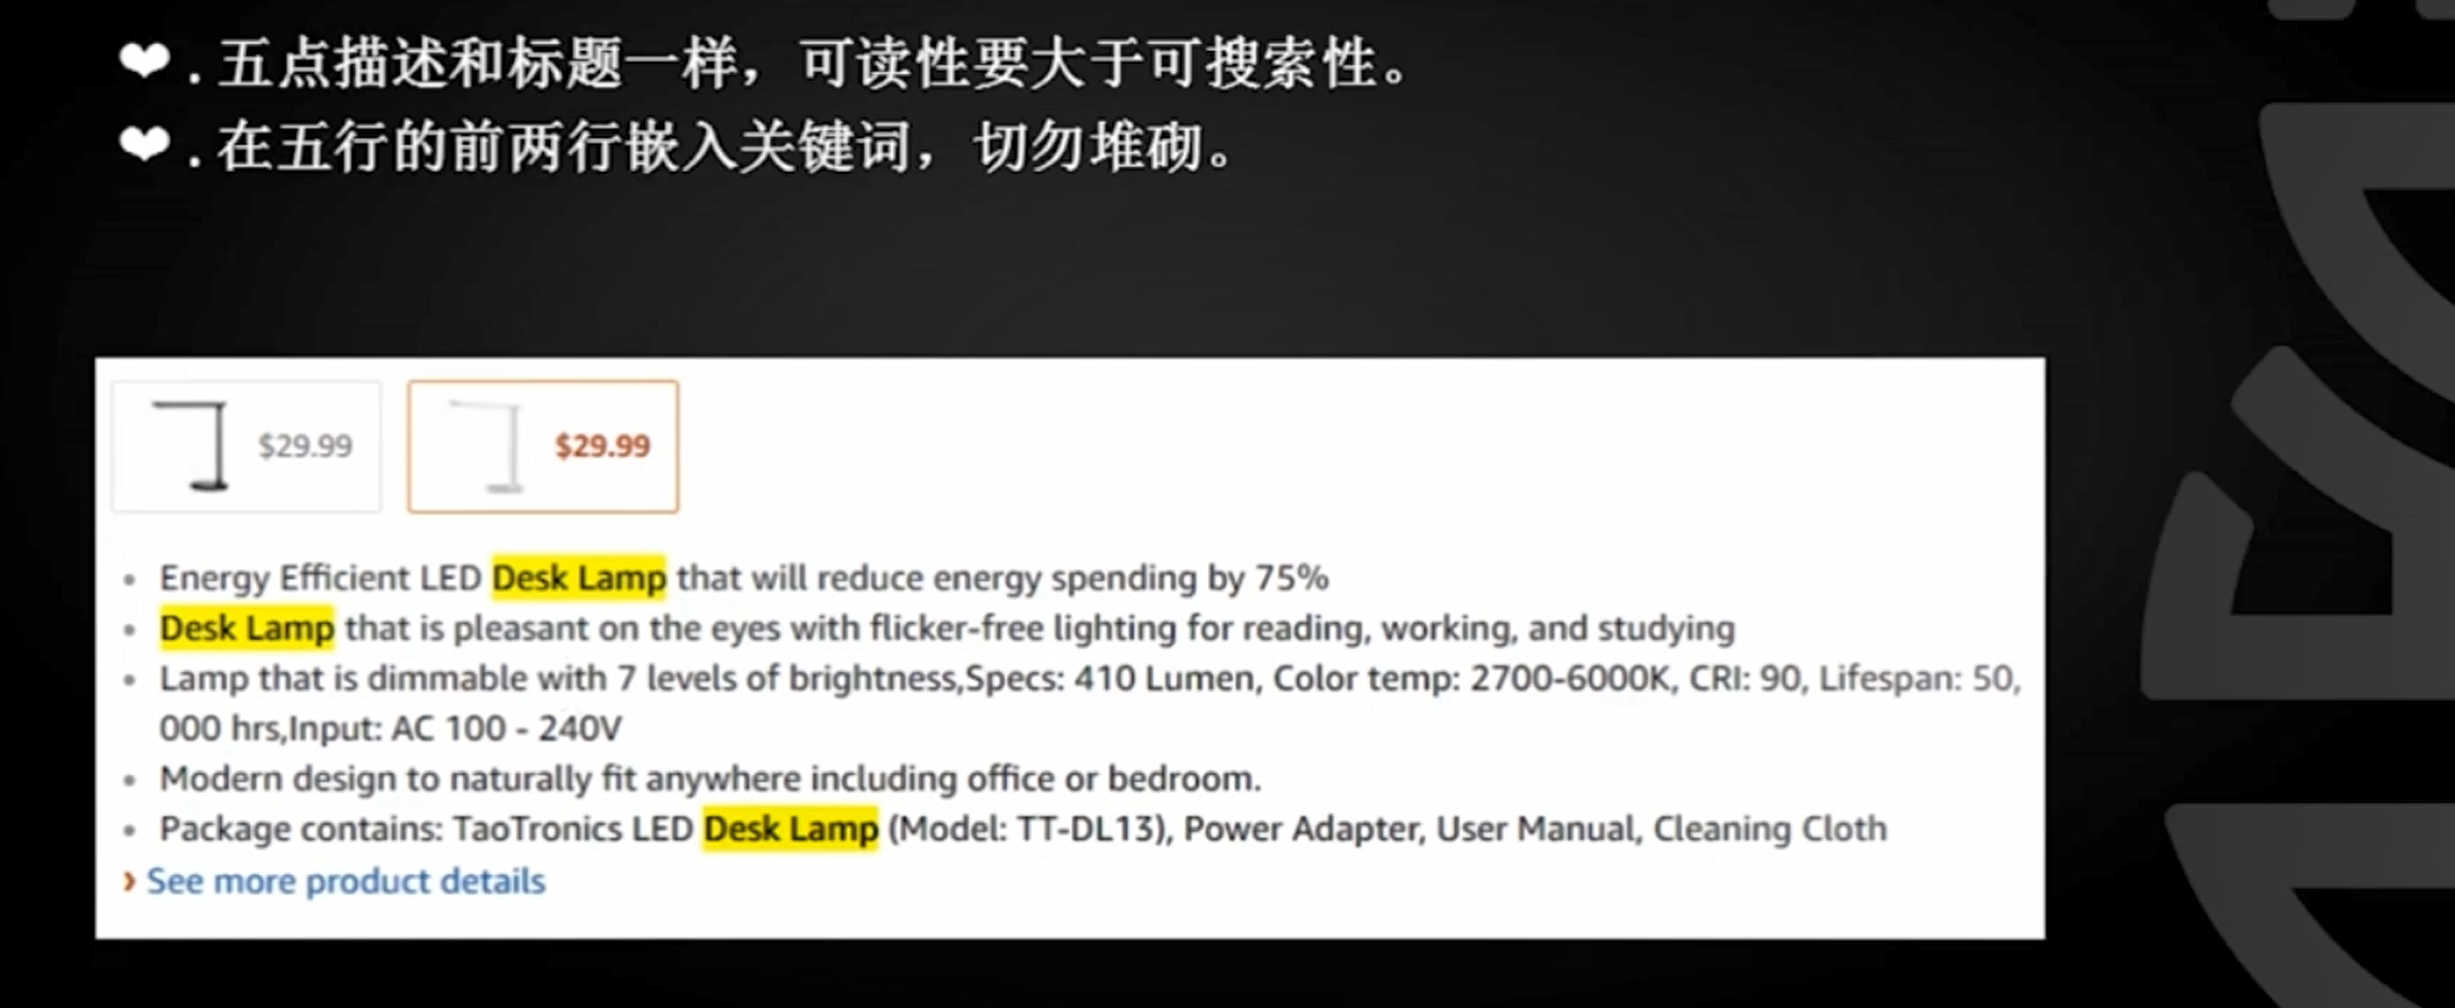 ❤.五点描述和标题一样，可读性要大于可搜索性。
❤.在五行的前两行嵌入关键词，切勿堆砌。
$29.99 $29.99
• Energy Efficient LED Desk Lamp that will reduce energy spending by 75%
• Desk Lamp that is pleasant on the eyes with flicker-free lighting for reading, working, and studying
• Lamp that is dimmable with 7 levels of brightness,Specs: 410 Lumen, Color temp: 2700-6000K, CRI: 90, Lifespan: 50,
000 hrs,Input: AC 100 - 240V
• Modern design to naturally fit anywhere including office or bedroom.
• Package contains: TaoTronics LED Desk Lamp (Model: TT-DL13), Power Adapter, User Manual, Cleaning Cloth
› See more product details